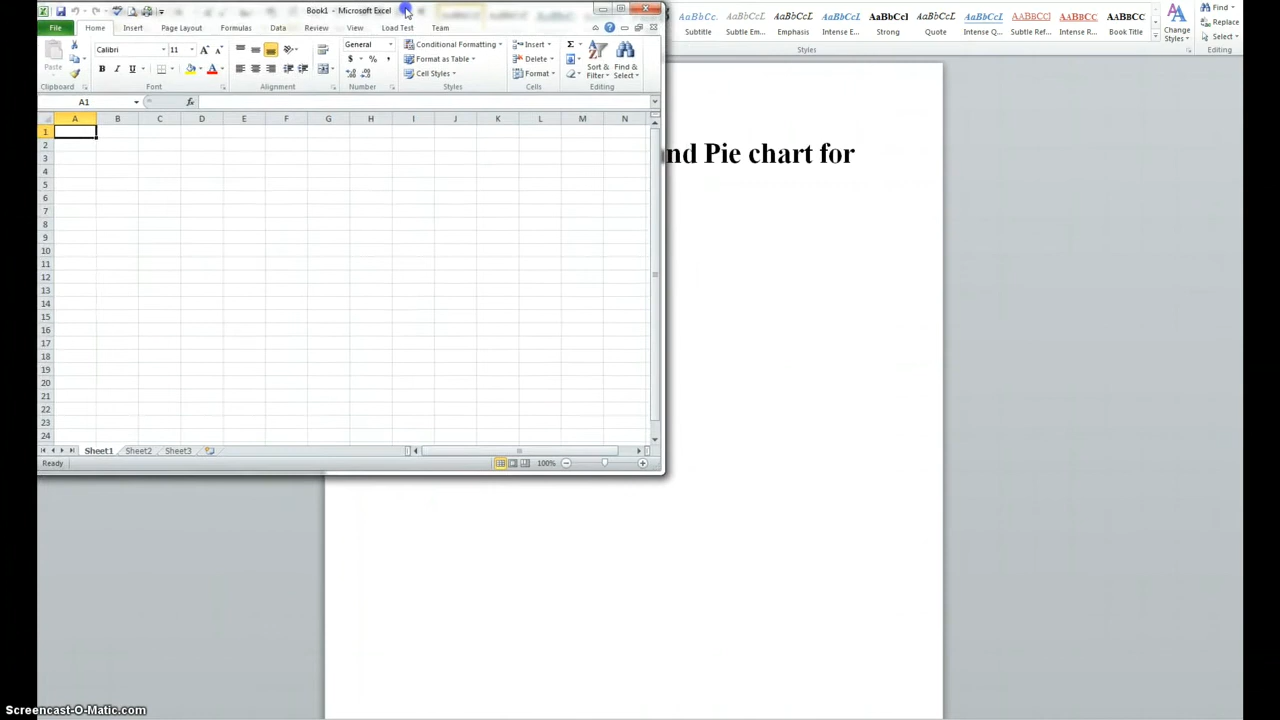 Book1 - Microsoft Excel
File Home Insert Page Layout Formulas Data Review View Load Test Team
Calibri 11 General Conditional Formatting Insert Σ
Paste Format as Table Delete Sort & Filter Find & Select
B I U A $ % , Cell Styles Format
Clipboard Font Alignment Number Styles Cells Editing
A1 fx
A B C D E F G H I J K L M N
1
2
3
4
5
6
7
8
9
10
11
12
13
14
15
16
17
18
19
20
21
22
23
24
Sheet1 Sheet2 Sheet3
Ready 100%
AaBbCc. AaBbCcL AaBbCcL AaBbCcL AaBbCcL AaBbCcL AaBbCcL AABBCC AABBCC AABBCC
Subtle Subtle Em... Emphasis Intense E... Strong Quote Intense Q... Subtle Ref... Intense R... Book Title Change Styles
Find
Replace
Select
Styles Editing
nd Pie chart for
Screencast-O-Matic.com